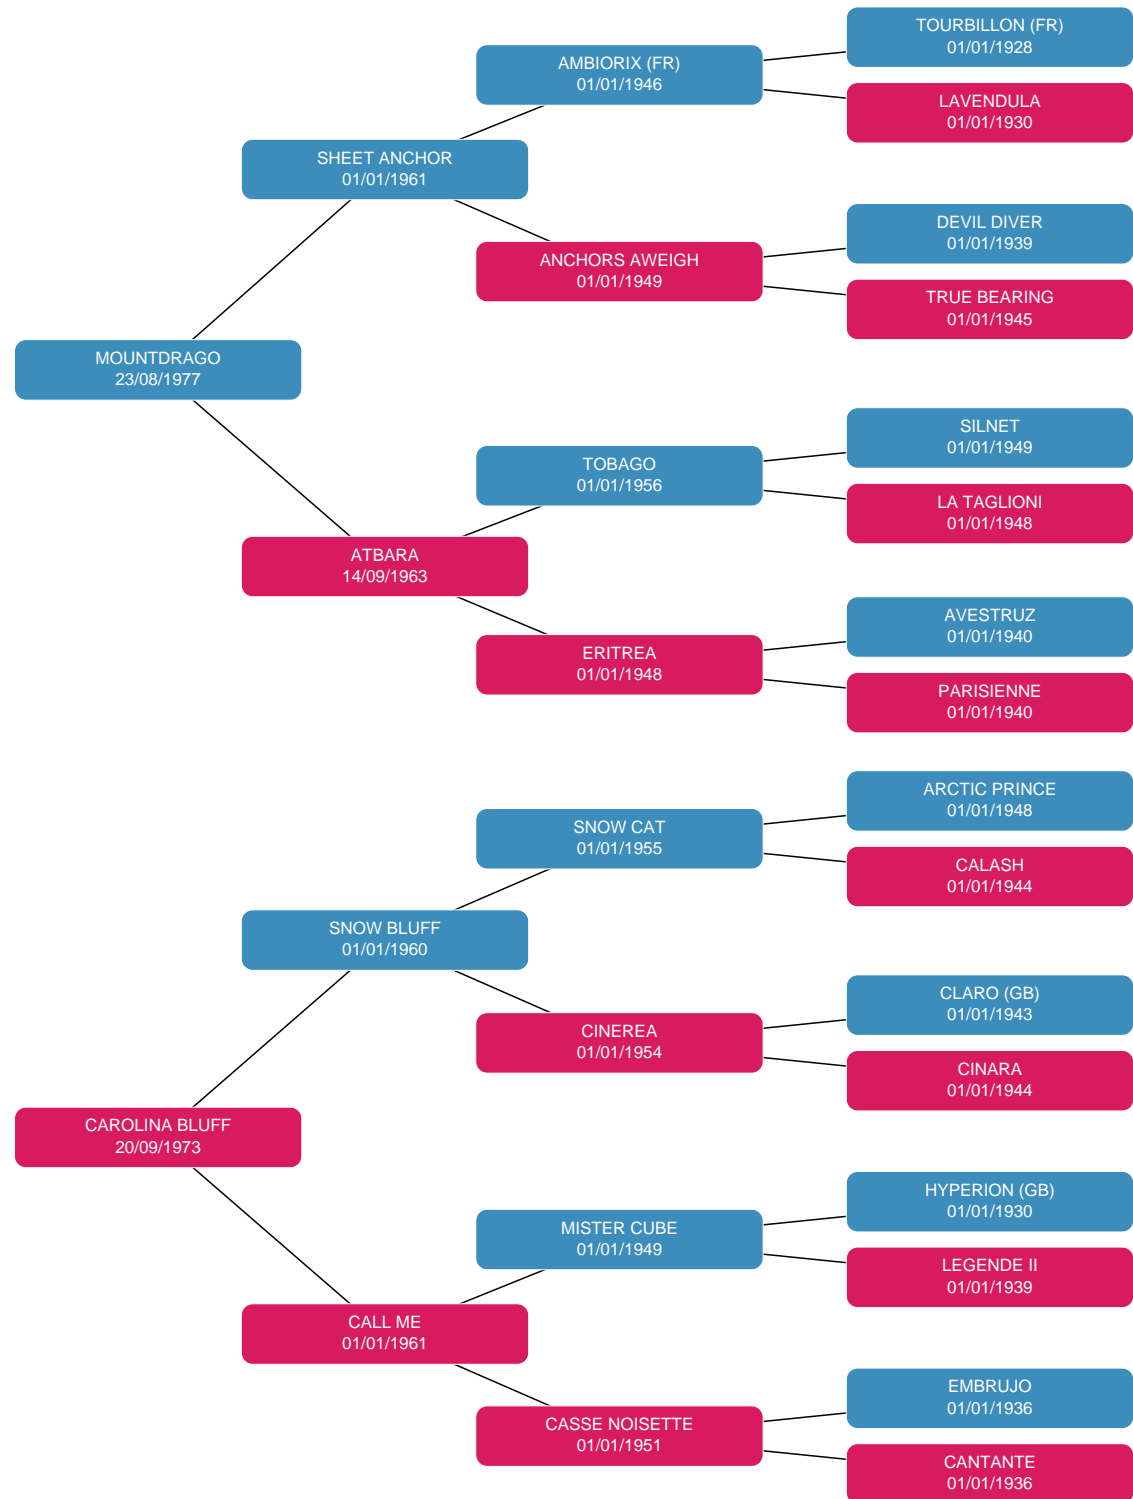 TOURBILLON (FR)
01/01/1928
AMBIORIX (FR)
01/01/1946
LAVENDULA
01/01/1930
SHEET ANCHOR
01/01/1961
DEVIL DIVER
01/01/1939
ANCHORS AWEIGH
01/01/1949
TRUE BEARING
01/01/1945
MOUNTDRAGO
23/08/1977
SILNET
01/01/1949
TOBAGO
01/01/1956
LA TAGLIONI
01/01/1948
ATBARA
14/09/1963
AVESTRUZ
01/01/1940
ERITREA
01/01/1948
PARISIENNE
01/01/1940
ARCTIC PRINCE
01/01/1948
SNOW CAT
01/01/1955
CALASH
01/01/1944
SNOW BLUFF
01/01/1960
CLARO (GB)
01/01/1943
CINEREA
01/01/1954
CINARA
01/01/1944
CAROLINA BLUFF
20/09/1973
HYPERION (GB)
01/01/1930
MISTER CUBE
01/01/1949
LEGENDE II
01/01/1939
CALL ME
01/01/1961
EMBRUJO
01/01/1936
CASSE NOISETTE
01/01/1951
CANTANTE
01/01/1936